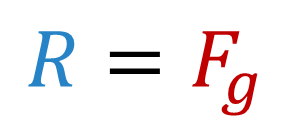 R = F_g